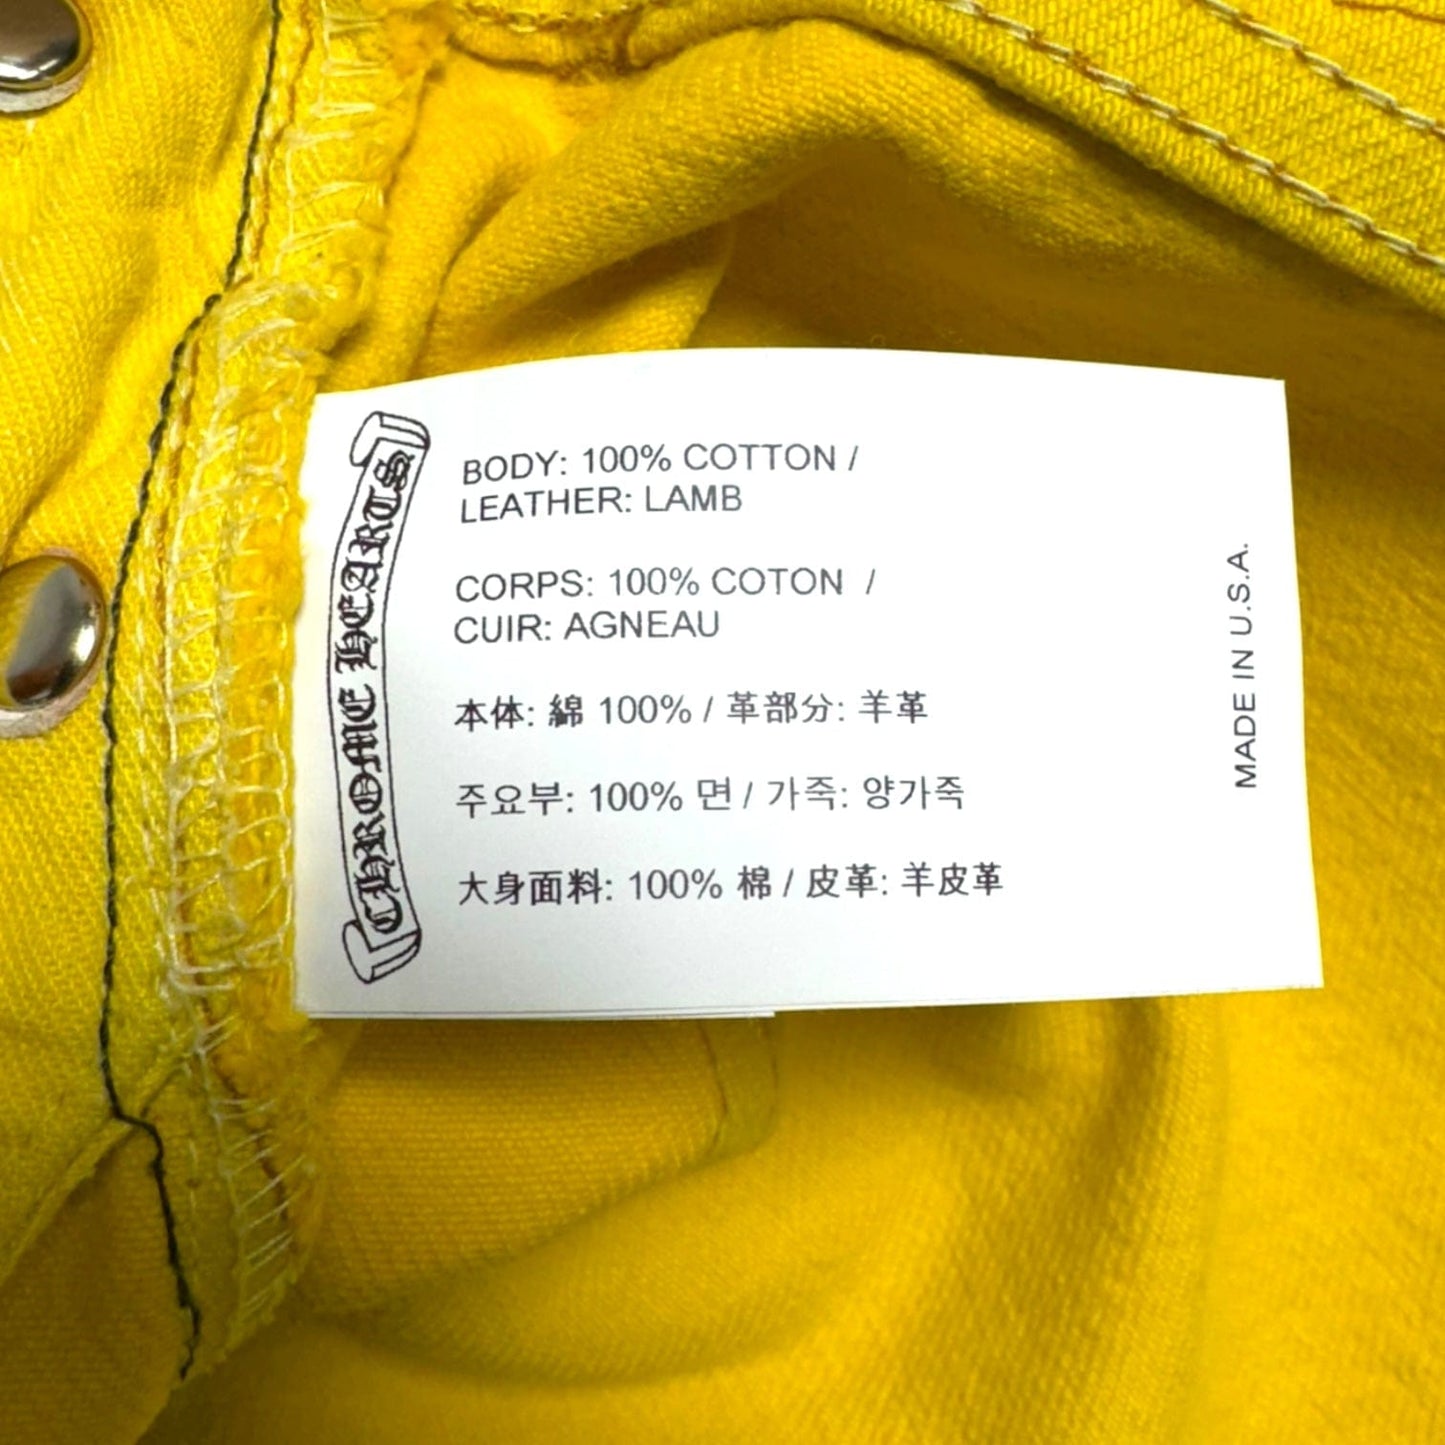 CHROME HEARTS
BODY: 100% COTTON /
LEATHER: LAMB
CORPS: 100% COTON /
CUIR: AGNEAU
本体: 綿 100% / 革部分: 羊革
주요부: 100% 면 / 가죽: 양가죽
大身面料: 100% 棉 / 皮革: 羊皮革
MADE IN U.S.A.